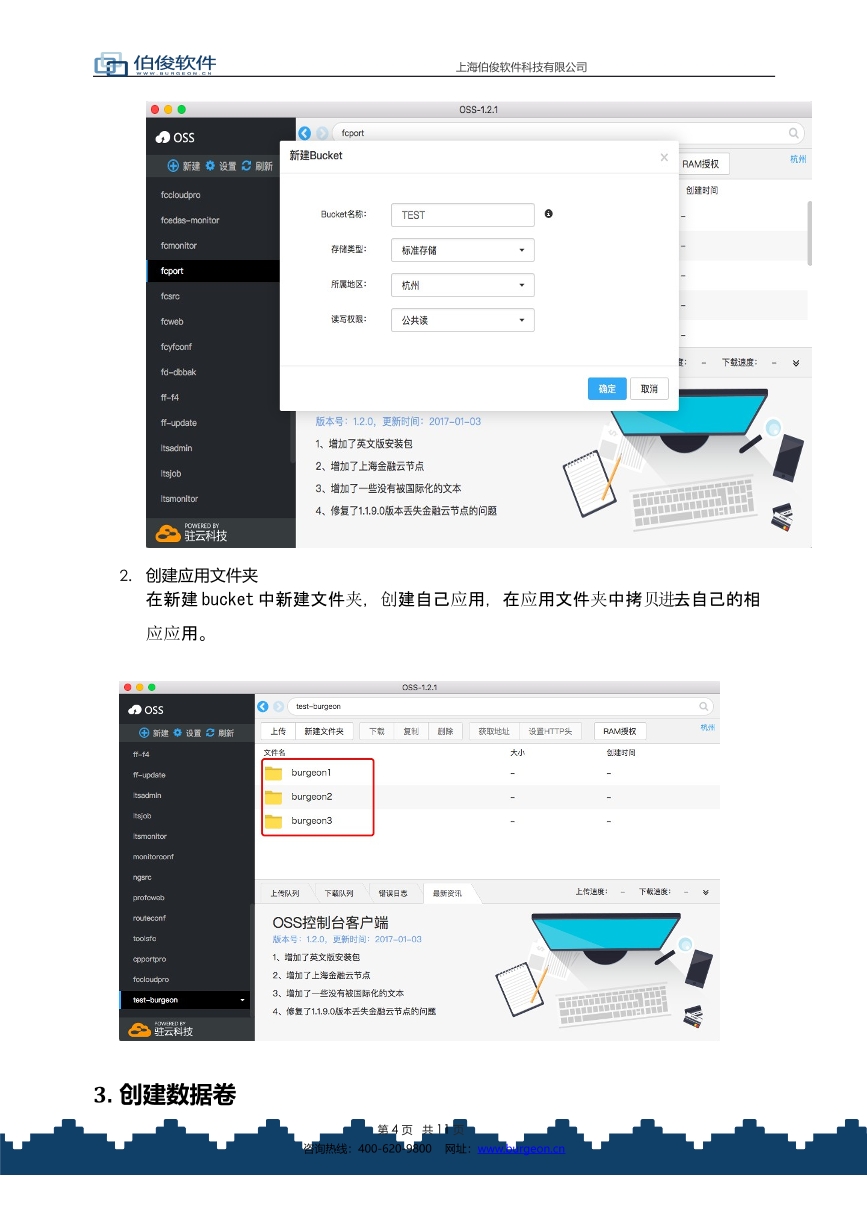 伯俊软件
WWW.BURGEON.CN
上海伯俊软件科技有限公司
OSS-1.2.1
OSS
fcport
新建 设置 刷新
新建Bucket
RAM授权
杭州
创建时间
fccloudpro
fcedas-monitor
fcmonitor
fcport
fcsrc
fcweb
fcyfconf
fd-dbbak
ff-f4
ff-update
ltsadmin
ltsjob
ltsmonitor
Bucket名称： TEST
存储类型： 标准存储
所属地区： 杭州
读写权限： 公共读
度： - 下载速度： -
确定 取消
版本号：1.2.0，更新时间：2017-01-03
1、增加了英文版安装包
2、增加了上海金融云节点
3、增加了一些没有被国际化的文本
4、修复了1.1.9.0版本丢失金融云节点的问题
POWERED BY
驻云科技
2. 创建应用文件夹
在新建 bucket 中新建文件夹，创建自己应用，在应用文件夹中拷贝进去自己的相
应应用。
OSS-1.2.1
OSS
test-burgeon
新建 设置 刷新
上传 新建文件夹 下载 复制 删除 获取地址 设置HTTP头 RAM授权 杭州
文件名 大小 创建时间
burgeon1 - -
burgeon2 - -
burgeon3 - -
ff-f4
ff-update
ltsadmin
ltsjob
ltsmonitor
monitorconf
ngsrc
profcweb
routeconf
toolsfc
cpportpro
fccloudpro
test-burgeon
上传队列 下载队列 错误日志 最新资讯 上传速度： - 下载速度： -
OSS控制台客户端
版本号：1.2.0，更新时间：2017-01-03
1、增加了英文版安装包
2、增加了上海金融云节点
3、增加了一些没有被国际化的文本
4、修复了1.1.9.0版本丢失金融云节点的问题
POWERED BY
驻云科技
3. 创建数据卷
第 4 页 共 11 页
咨询热线：400-620-9800 网址：www.burgeon.cn